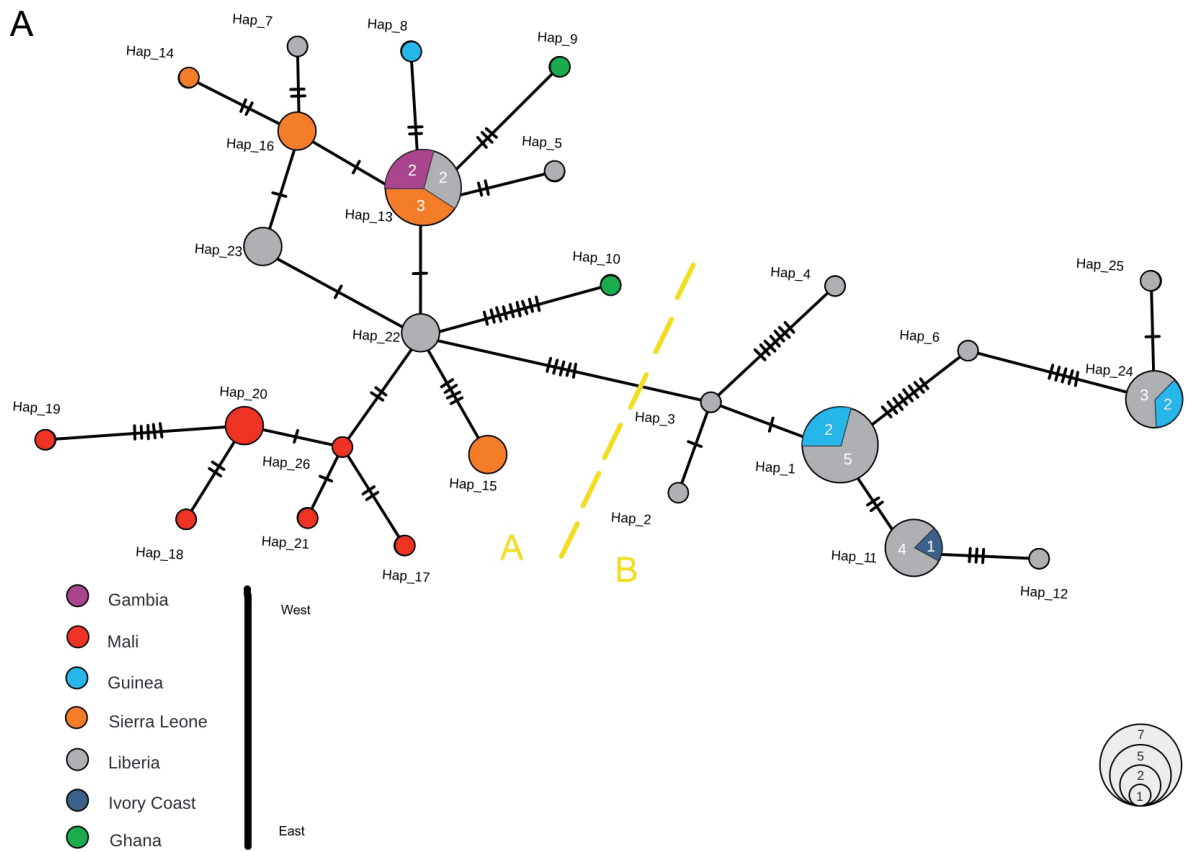 A
Hap_7
Hap_8
Hap_9
Hap_14
Hap_16
Hap_5
2
2
3
Hap_13
Hap_23
Hap_10
Hap_4
Hap_25
Hap_22
Hap_6
Hap_24
3
2
Hap_20
Hap_19
Hap_3
2
5
Hap_26
Hap_1
Hap_15
Hap_2
Hap_18
Hap_21
Hap_17
A
B
4
1
Hap_11
Hap_12
Gambia
West
Mali
Guinea
Sierra Leone
Liberia
Ivory Coast
Ghana
East
7
5
2
1